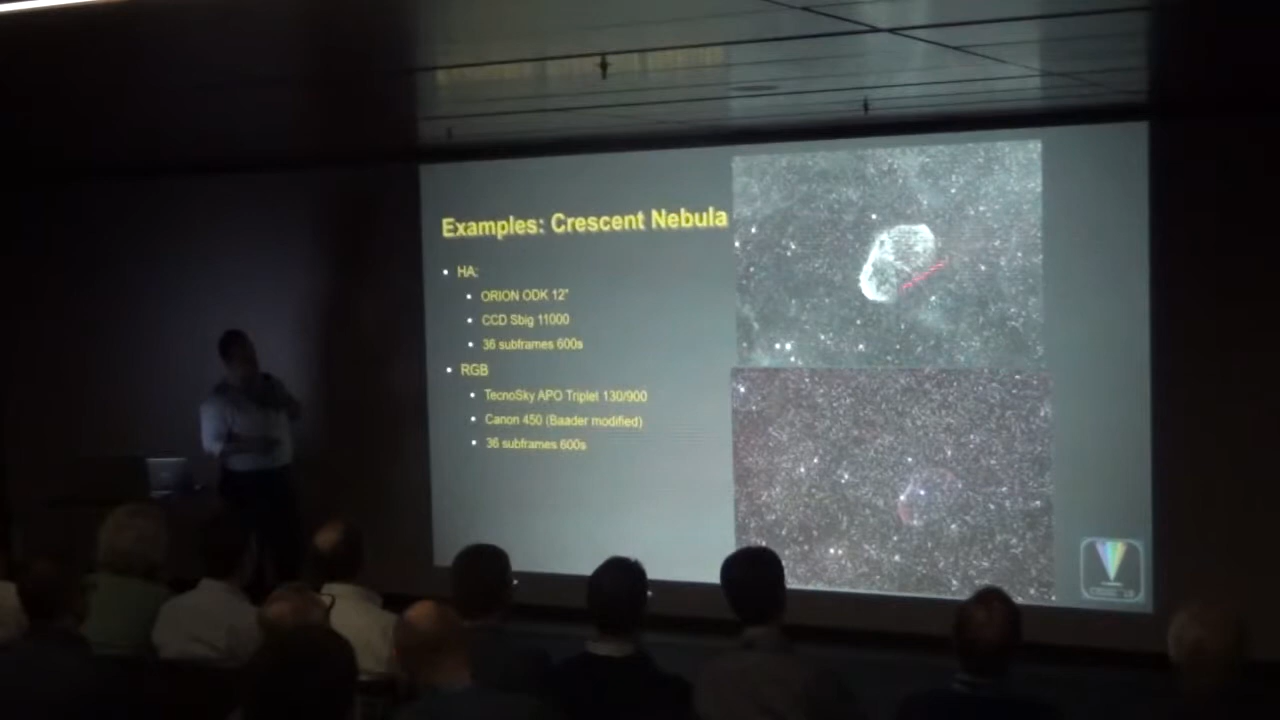 Examples: Crescent Nebula
HA:
ORION ODK 12"
CCD Sbig 11000
36 subframes 600s
RGB
TecnoSky APO Triplet 130/900
Canon 450 (Baader modified)
36 subframes 600s